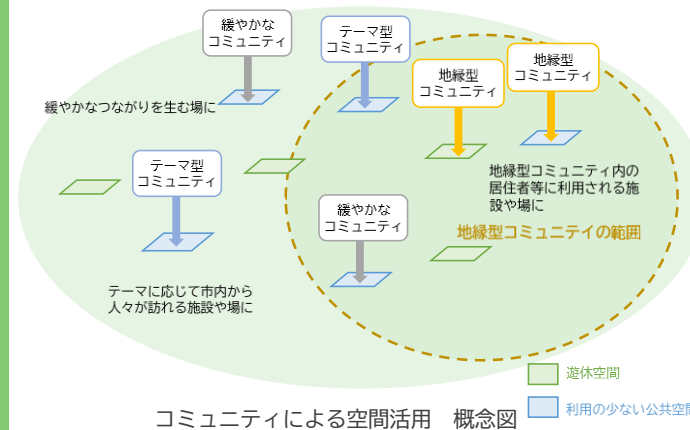 緩やかな
コミュニティ
テーマ型
コミュニティ
地縁型
コミュニティ
地縁型
コミュニティ
緩やかなつながりを生む場に
テーマ型
コミュニティ
地縁型コミュニティ内の
居住者等に利用される施
設や場に
緩やかな
コミュニティ
地縁型コミュニテイの範囲
テーマに応じて市内から
人々が訪れる施設や場に
遊休空間
利用の少ない公共空間
コミュニティによる空間活用　概念図